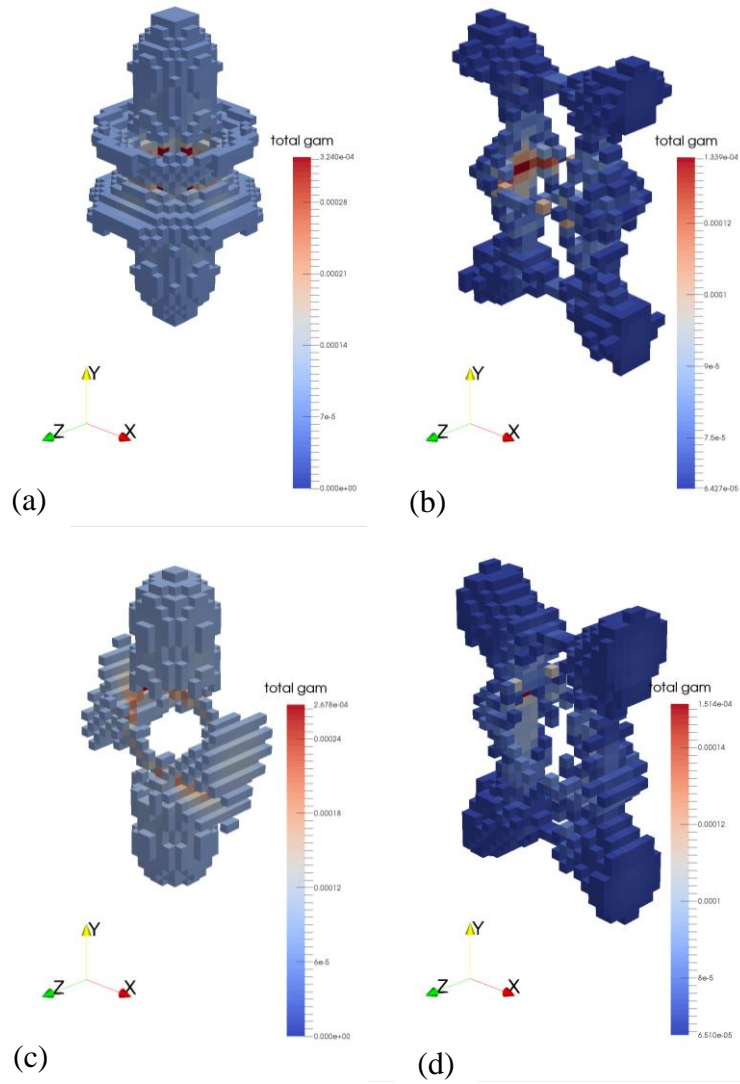 total gam
3.240e-04
0.00028
0.00021
0.00014
7e-5
0.000e+00
Y
Z
X
(a)
total gam
1.339e-04
0.00012
0.0001
9e-5
7.5e-5
6.427e-05
Y
Z
X
(b)
total gam
2.678e-04
0.00024
0.00018
0.00012
6e-5
0.000e+00
Y
Z
X
(c)
total gam
1.514e-04
0.00014
0.00012
0.0001
8e-5
6.510e-05
Y
Z
X
(d)